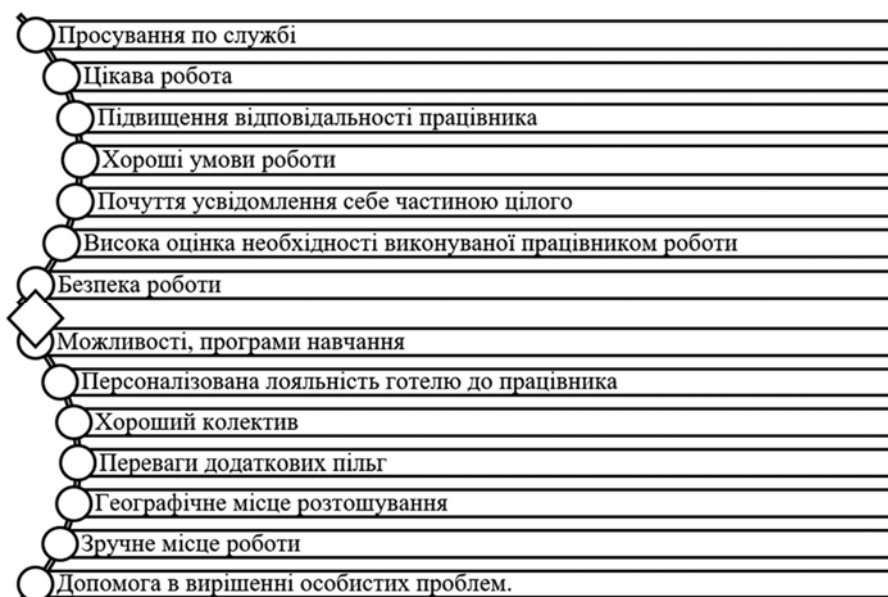 Просування по службі
Цікава робота
Підвищення відповідальності працівника
Хороші умови роботи
Почуття усвідомлення себе частиною цілого
Висока оцінка необхідності виконуваної працівником роботи
Безпека роботи
Можливості, програми навчання
Персоналізована лояльність готелю до працівника
Хороший колектив
Переваги додаткових пільг
Географічне місце розтошування
Зручне місце роботи
Допомога в вирішенні особистих проблем.